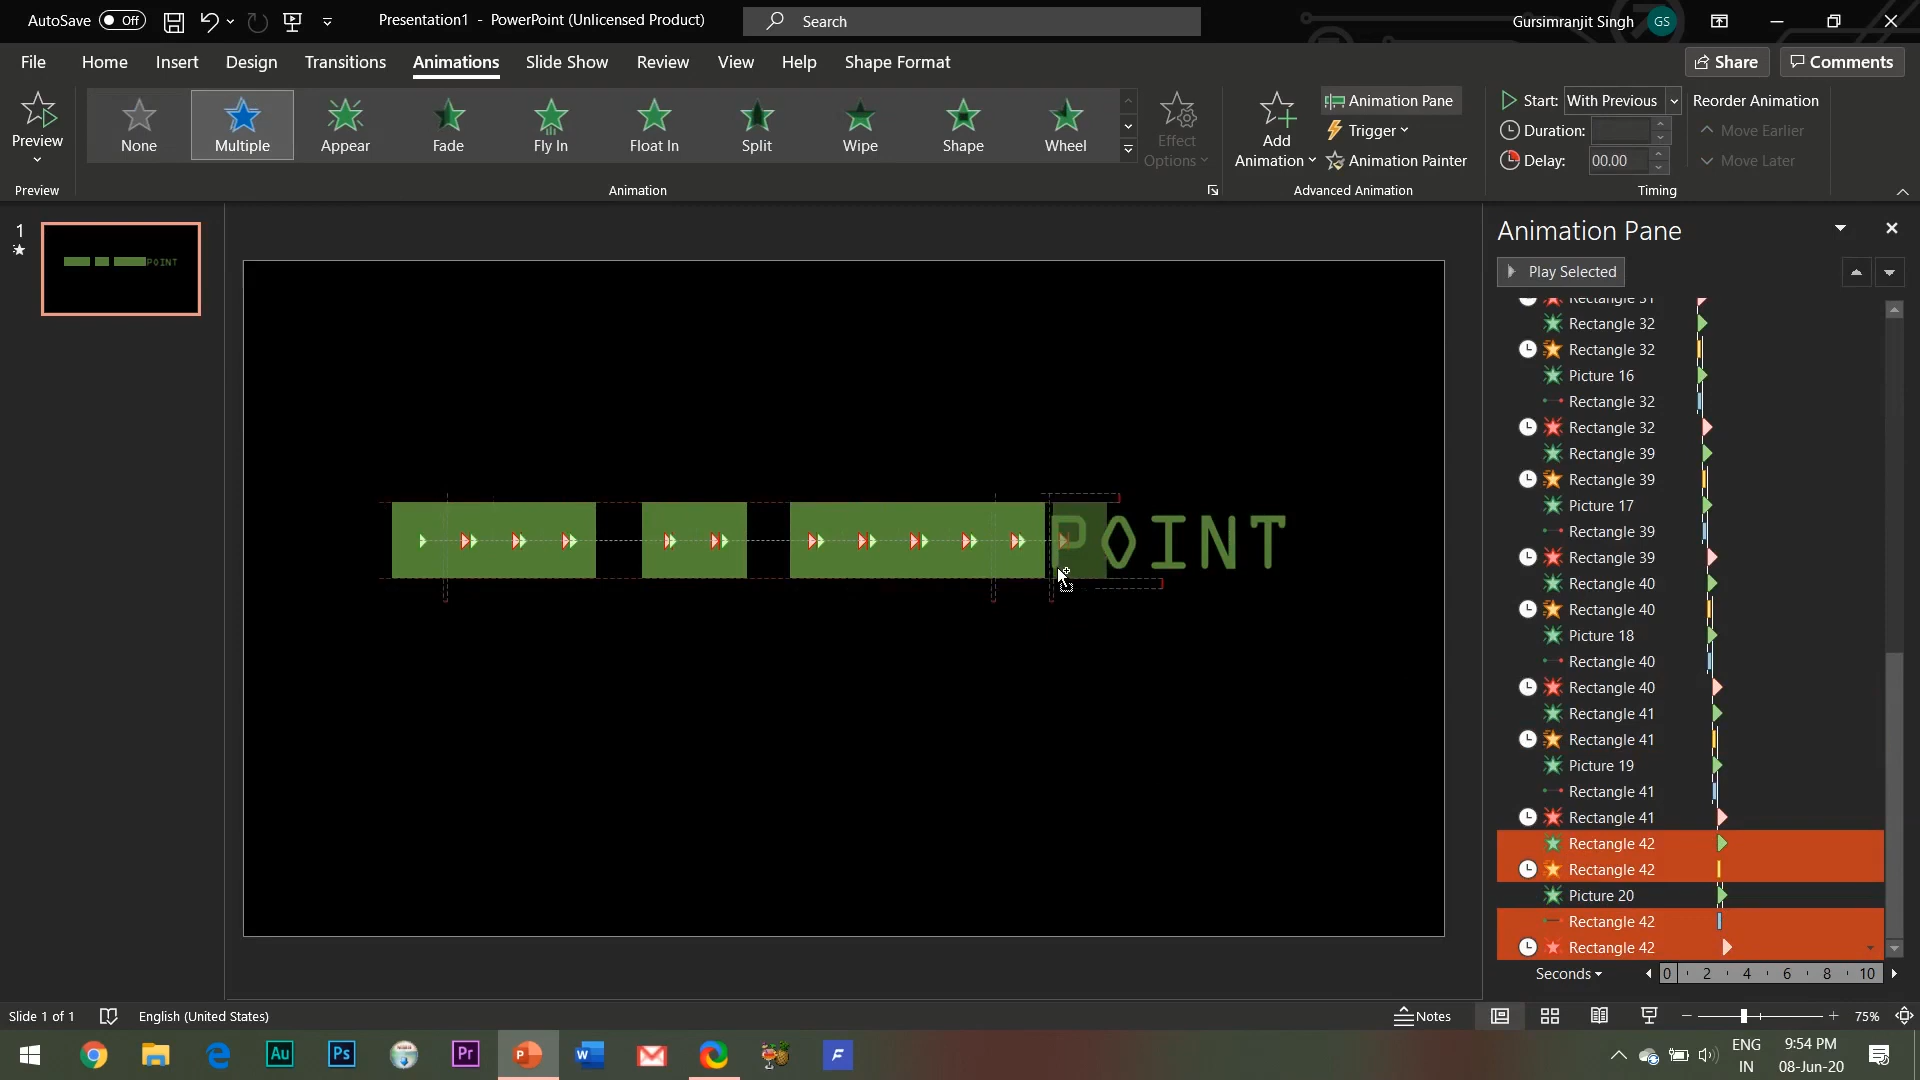 AutoSave Off Presentation1 - PowerPoint (Unlicensed Product) Search Gursimranjit Singh GS
File Home Insert Design Transitions Animations Slide Show Review View Help Shape Format Share Comments
Preview None Multiple Appear Fade Fly In Float In Split Wipe Shape Wheel
Effect Options
Add Animation
Animation Pane
Trigger
Animation Painter
Start: With Previous
Duration:
Delay: 00.00
Reorder Animation
Move Earlier
Move Later
Preview Animation Advanced Animation Timing
1
POINT
POINT
Animation Pane
Play Selected
Rectangle 31
Rectangle 32
Rectangle 32
Picture 16
Rectangle 32
Rectangle 32
Rectangle 39
Rectangle 39
Picture 17
Rectangle 39
Rectangle 39
Rectangle 40
Rectangle 40
Picture 18
Rectangle 40
Rectangle 40
Rectangle 41
Rectangle 41
Picture 19
Rectangle 41
Rectangle 41
Rectangle 42
Rectangle 42
Picture 20
Rectangle 42
Rectangle 42
Seconds 0 2 4 6 8 10
Slide 1 of 1 English (United States) Notes 75%
Au Ps Pr P W F
ENG
IN
9:54 PM
08-Jun-20